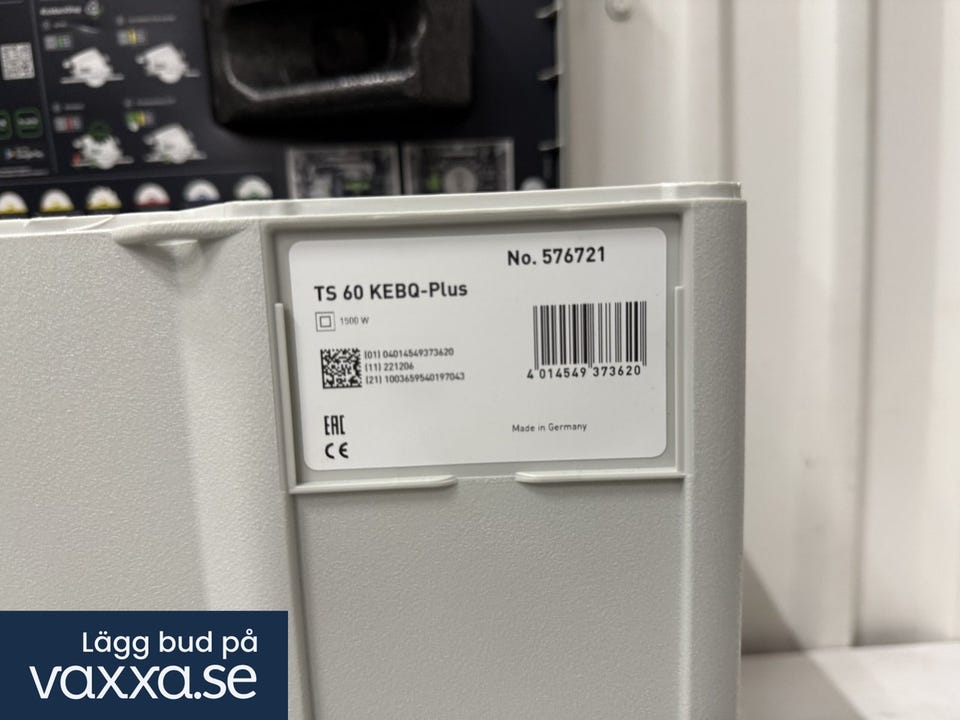 No. 576721
TS 60 KEBQ-Plus
1500 W
(01) 04014549373620
(11) 221206
(21) 1003659540197043
4 014549 373620
EAC
CE
Made in Germany
Lägg bud på
vaxxa.se